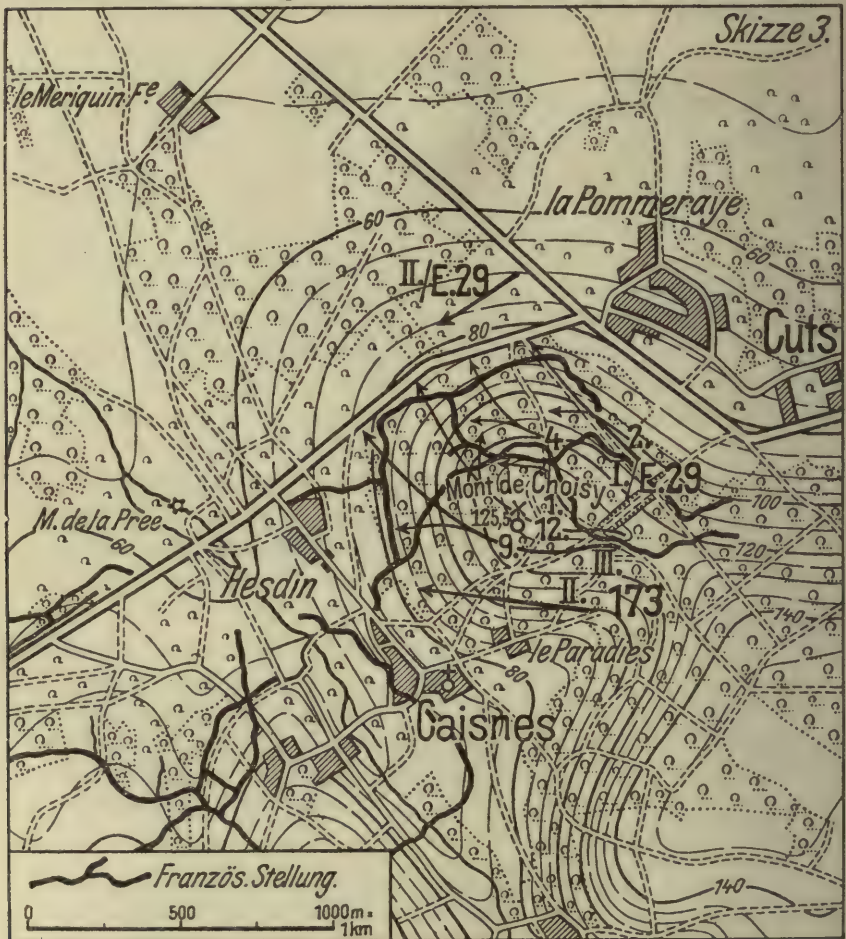 Skizze 3.
le Meriquin Fe
la Pommeraye
60
60
II./E.29
80
Cuts
4.
2.
I. E.29
Mont de Choisy
100
1.
125,5
12.
9.
M. de la Pree
60
120
III.
Hesdin
II. 173
140
le Paradies
80
Caisnes
Französ. Stellung.
140
0 500 1000m =
1km